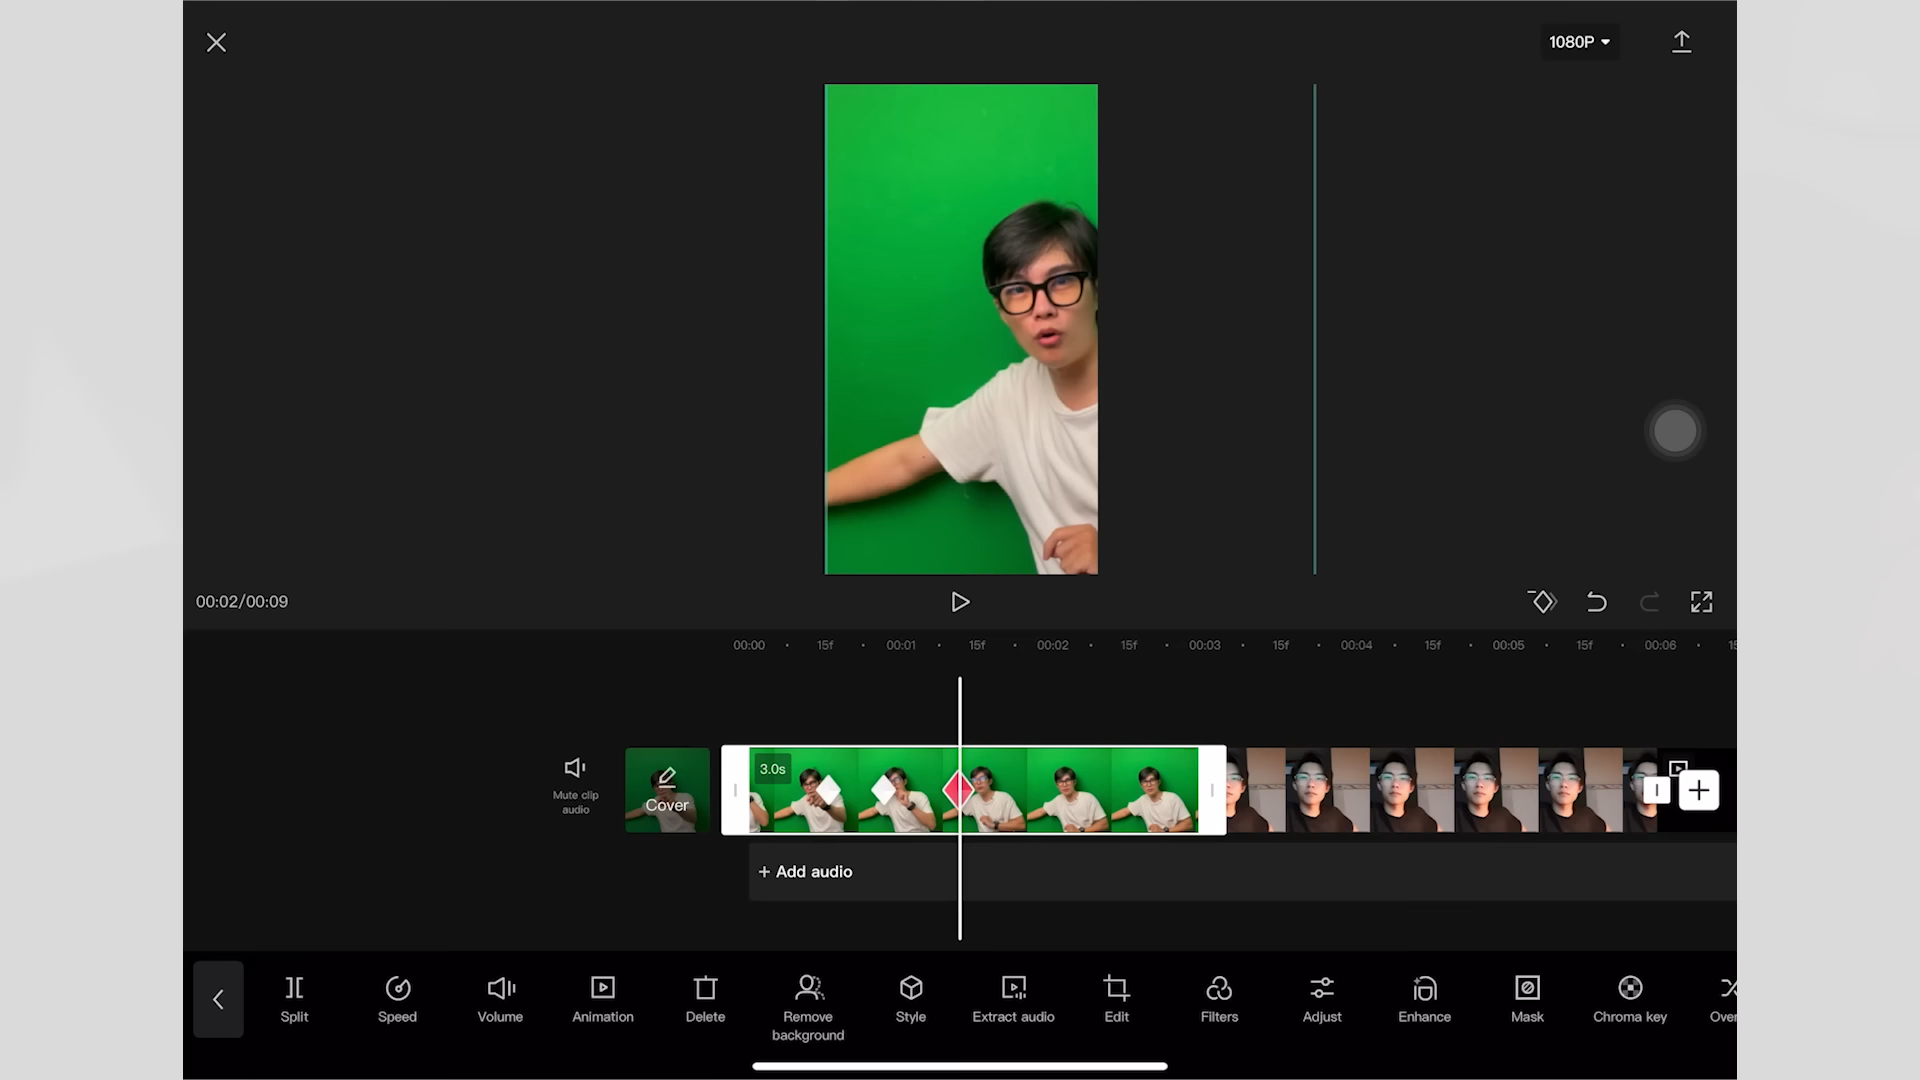 1080P
00:02/00:09
00:00 15f 00:01 15f 00:02 15f 00:03 15f 00:04 15f 00:05 15f 00:06 15
3.0s
Mute clip
audio
Cover
+ Add audio
Split
Speed
Volume
Animation
Delete
Remove
background
Style
Extract audio
Edit
Filters
Adjust
Enhance
Mask
Chroma key
Over